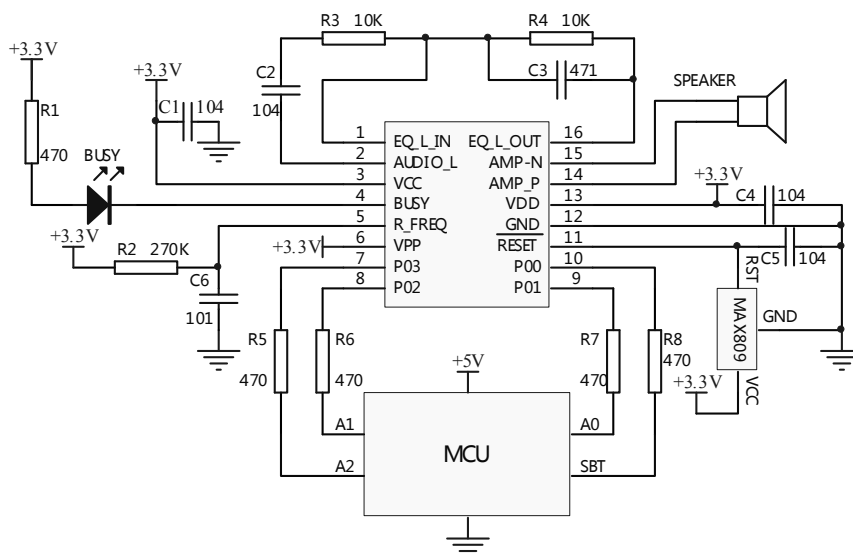 R3 10K
R4 10K
+3.3V
+3.3V
C2
C3 471
SPEAKER
R1
C1 104
104
470
BUSY
1 EQ_L_IN EQ_L_OUT 16
2 AUDIO_L AMP-N 15
3 VCC AMP_P 14
4 BUSY VDD 13
5 R_FREQ GND 12
6 VPP RESET 11
7 P03 P00 10
8 P02 P01 9
+3.3V
C4 104
+3.3V
R2 270K
+3.3V
C5 104
C6
101
RST
MAX809
GND
VCC
+3.3V
R5
470
R6
470
R7
470
R8
470
+5V
A1
A2
MCU
A0
SBT